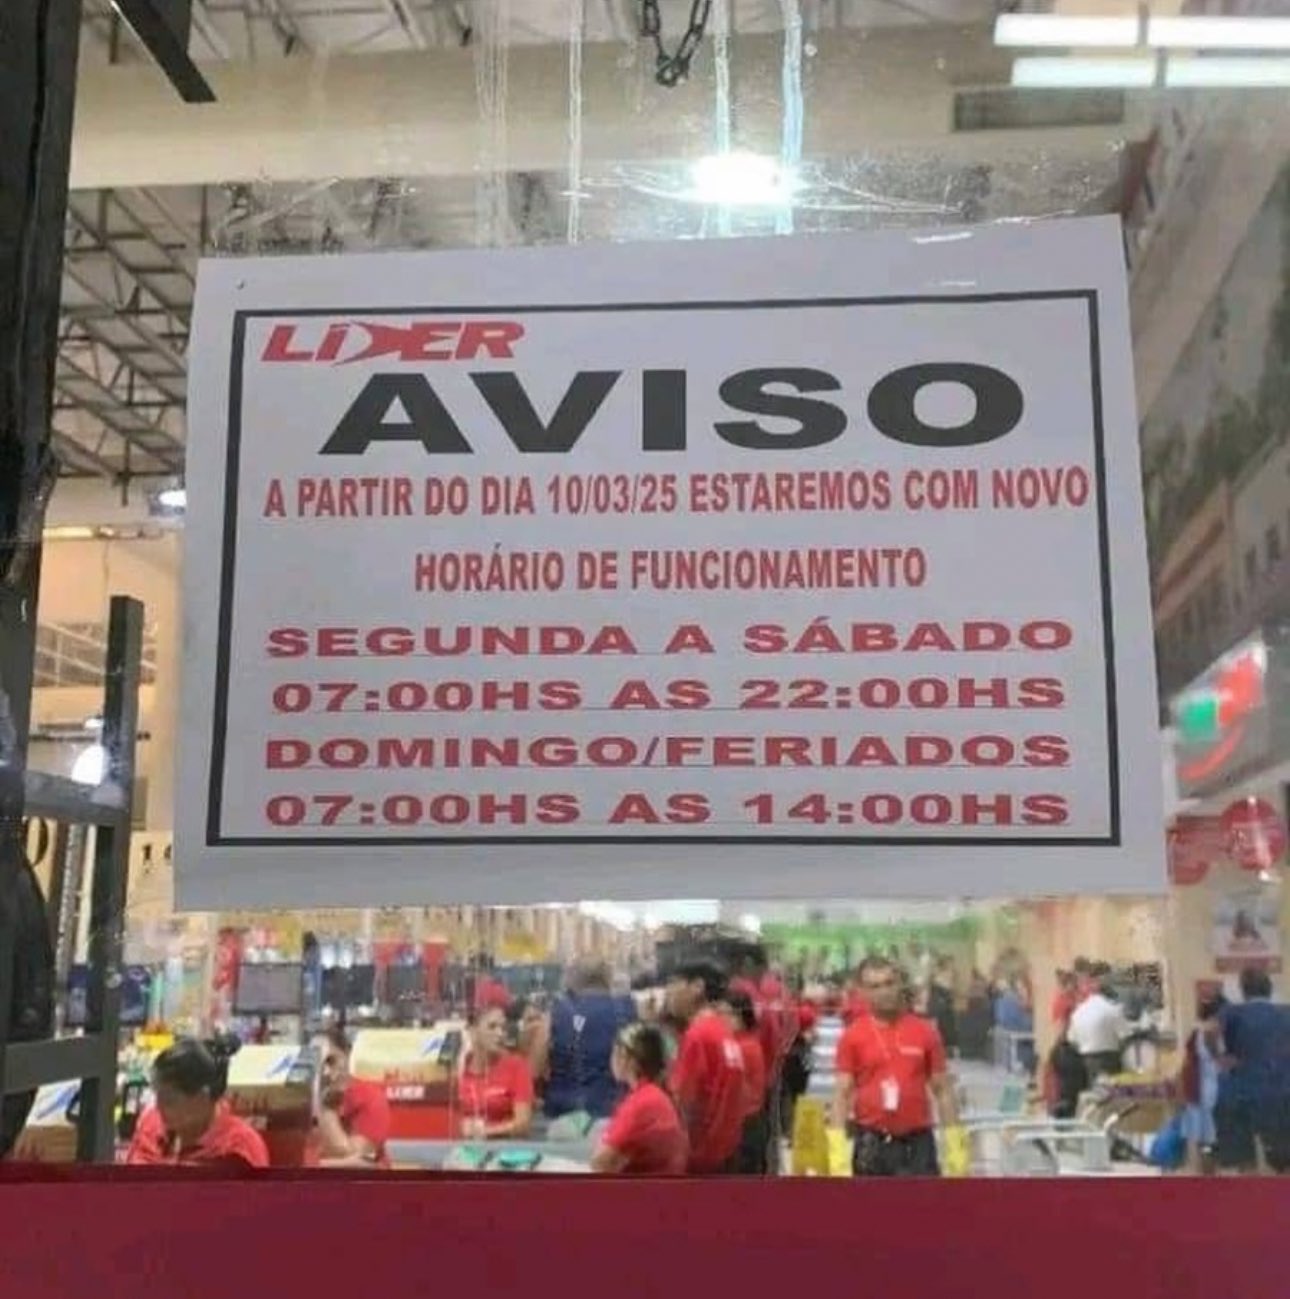 LÍDER
AVISO
A PARTIR DO DIA 10/03/25 ESTAREMOS COM NOVO
HORÁRIO DE FUNCIONAMENTO
SEGUNDA A SÁBADO
07:00HS AS 22:00HS
DOMINGO/FERIADOS
07:00HS AS 14:00HS
LIDER